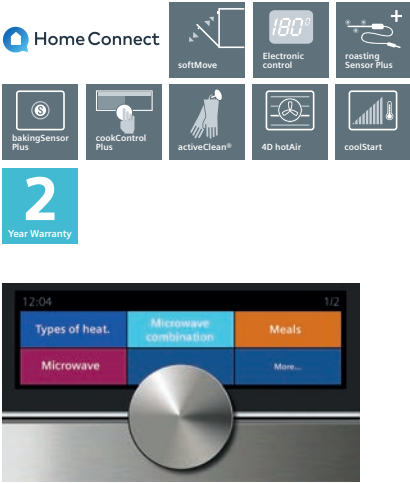 Home Connect
softMove
Electronic
control
180°
roasting
Sensor Plus
bakingSensor
Plus
cookControl
Plus
activeClean®
4D hotAir
coolStart
2
Year Warranty
12:04
1/2
Types of heat.
Microwave
combination
Meals
Microwave
More...